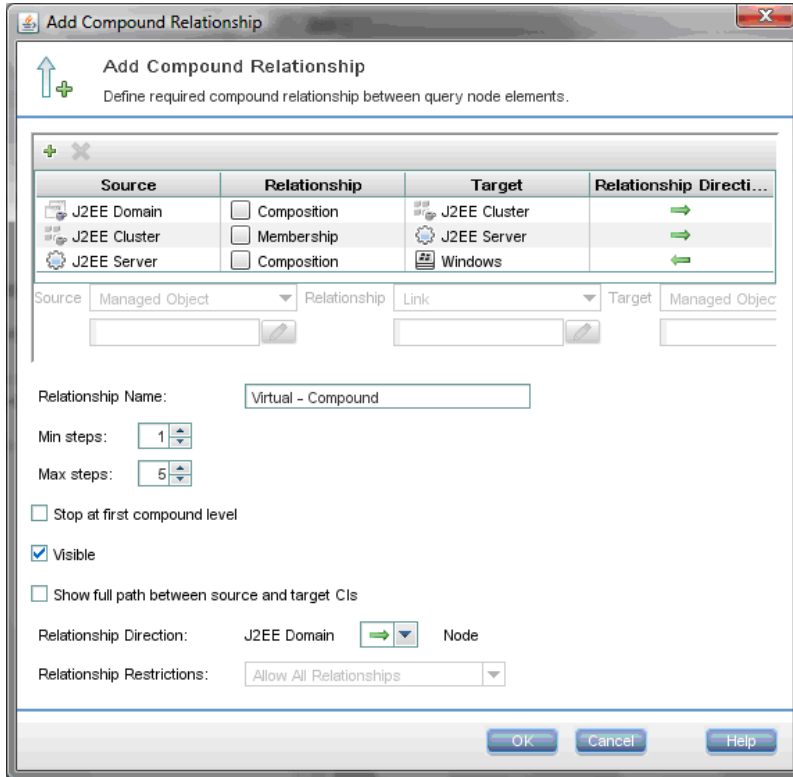 Add Compound Relationship
Add Compound Relationship
Define required compound relationship between query node elements.
Source Relationship Target Relationship Directi...
J2EE Domain Composition J2EE Cluster
J2EE Cluster Membership J2EE Server
J2EE Server Composition Windows
Source Managed Object Relationship Link Target Managed Objec
Relationship Name: Virtual - Compound
Min steps: 1
Max steps: 5
Stop at first compound level
Visible
Show full path between source and target CIs
Relationship Direction: J2EE Domain Node
Relationship Restrictions: Allow All Relationships
OK Cancel Help